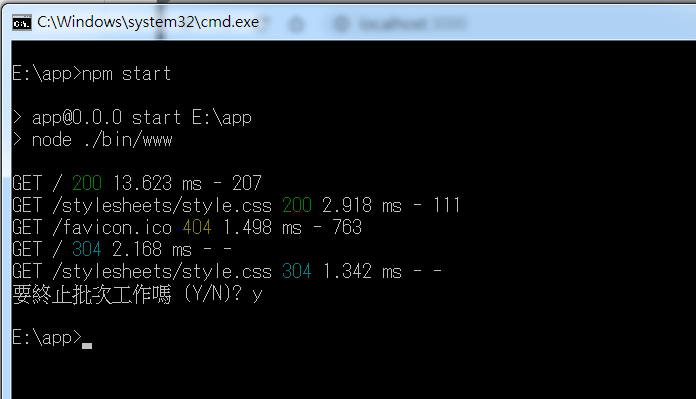 C:\Windows\system32\cmd.exe
E:\app>npm start
> app@0.0.0 start E:\app
> node ./bin/www
GET / 200 13.623 ms - 207
GET /stylesheets/style.css 200 2.918 ms - 111
GET /favicon.ico 404 1.498 ms - 763
GET / 304 2.168 ms - -
GET /stylesheets/style.css 304 1.342 ms - -
要終止批次工作嗎 (Y/N)? y
E:\app>